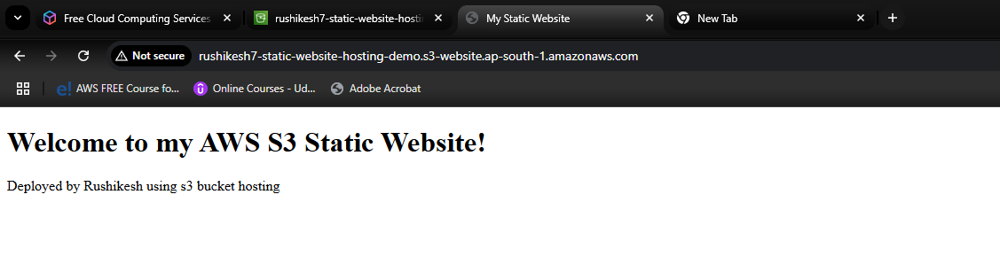 Free Cloud Computing Services
rushikesh7-static-website-hosti
My Static Website
New Tab
Not secure
rushikesh7-static-website-hosting-demo.s3-website.ap-south-1.amazonaws.com
e! AWS FREE Course fo...
Online Courses - Ud...
Adobe Acrobat
Welcome to my AWS S3 Static Website!
Deployed by Rushikesh using s3 bucket hosting